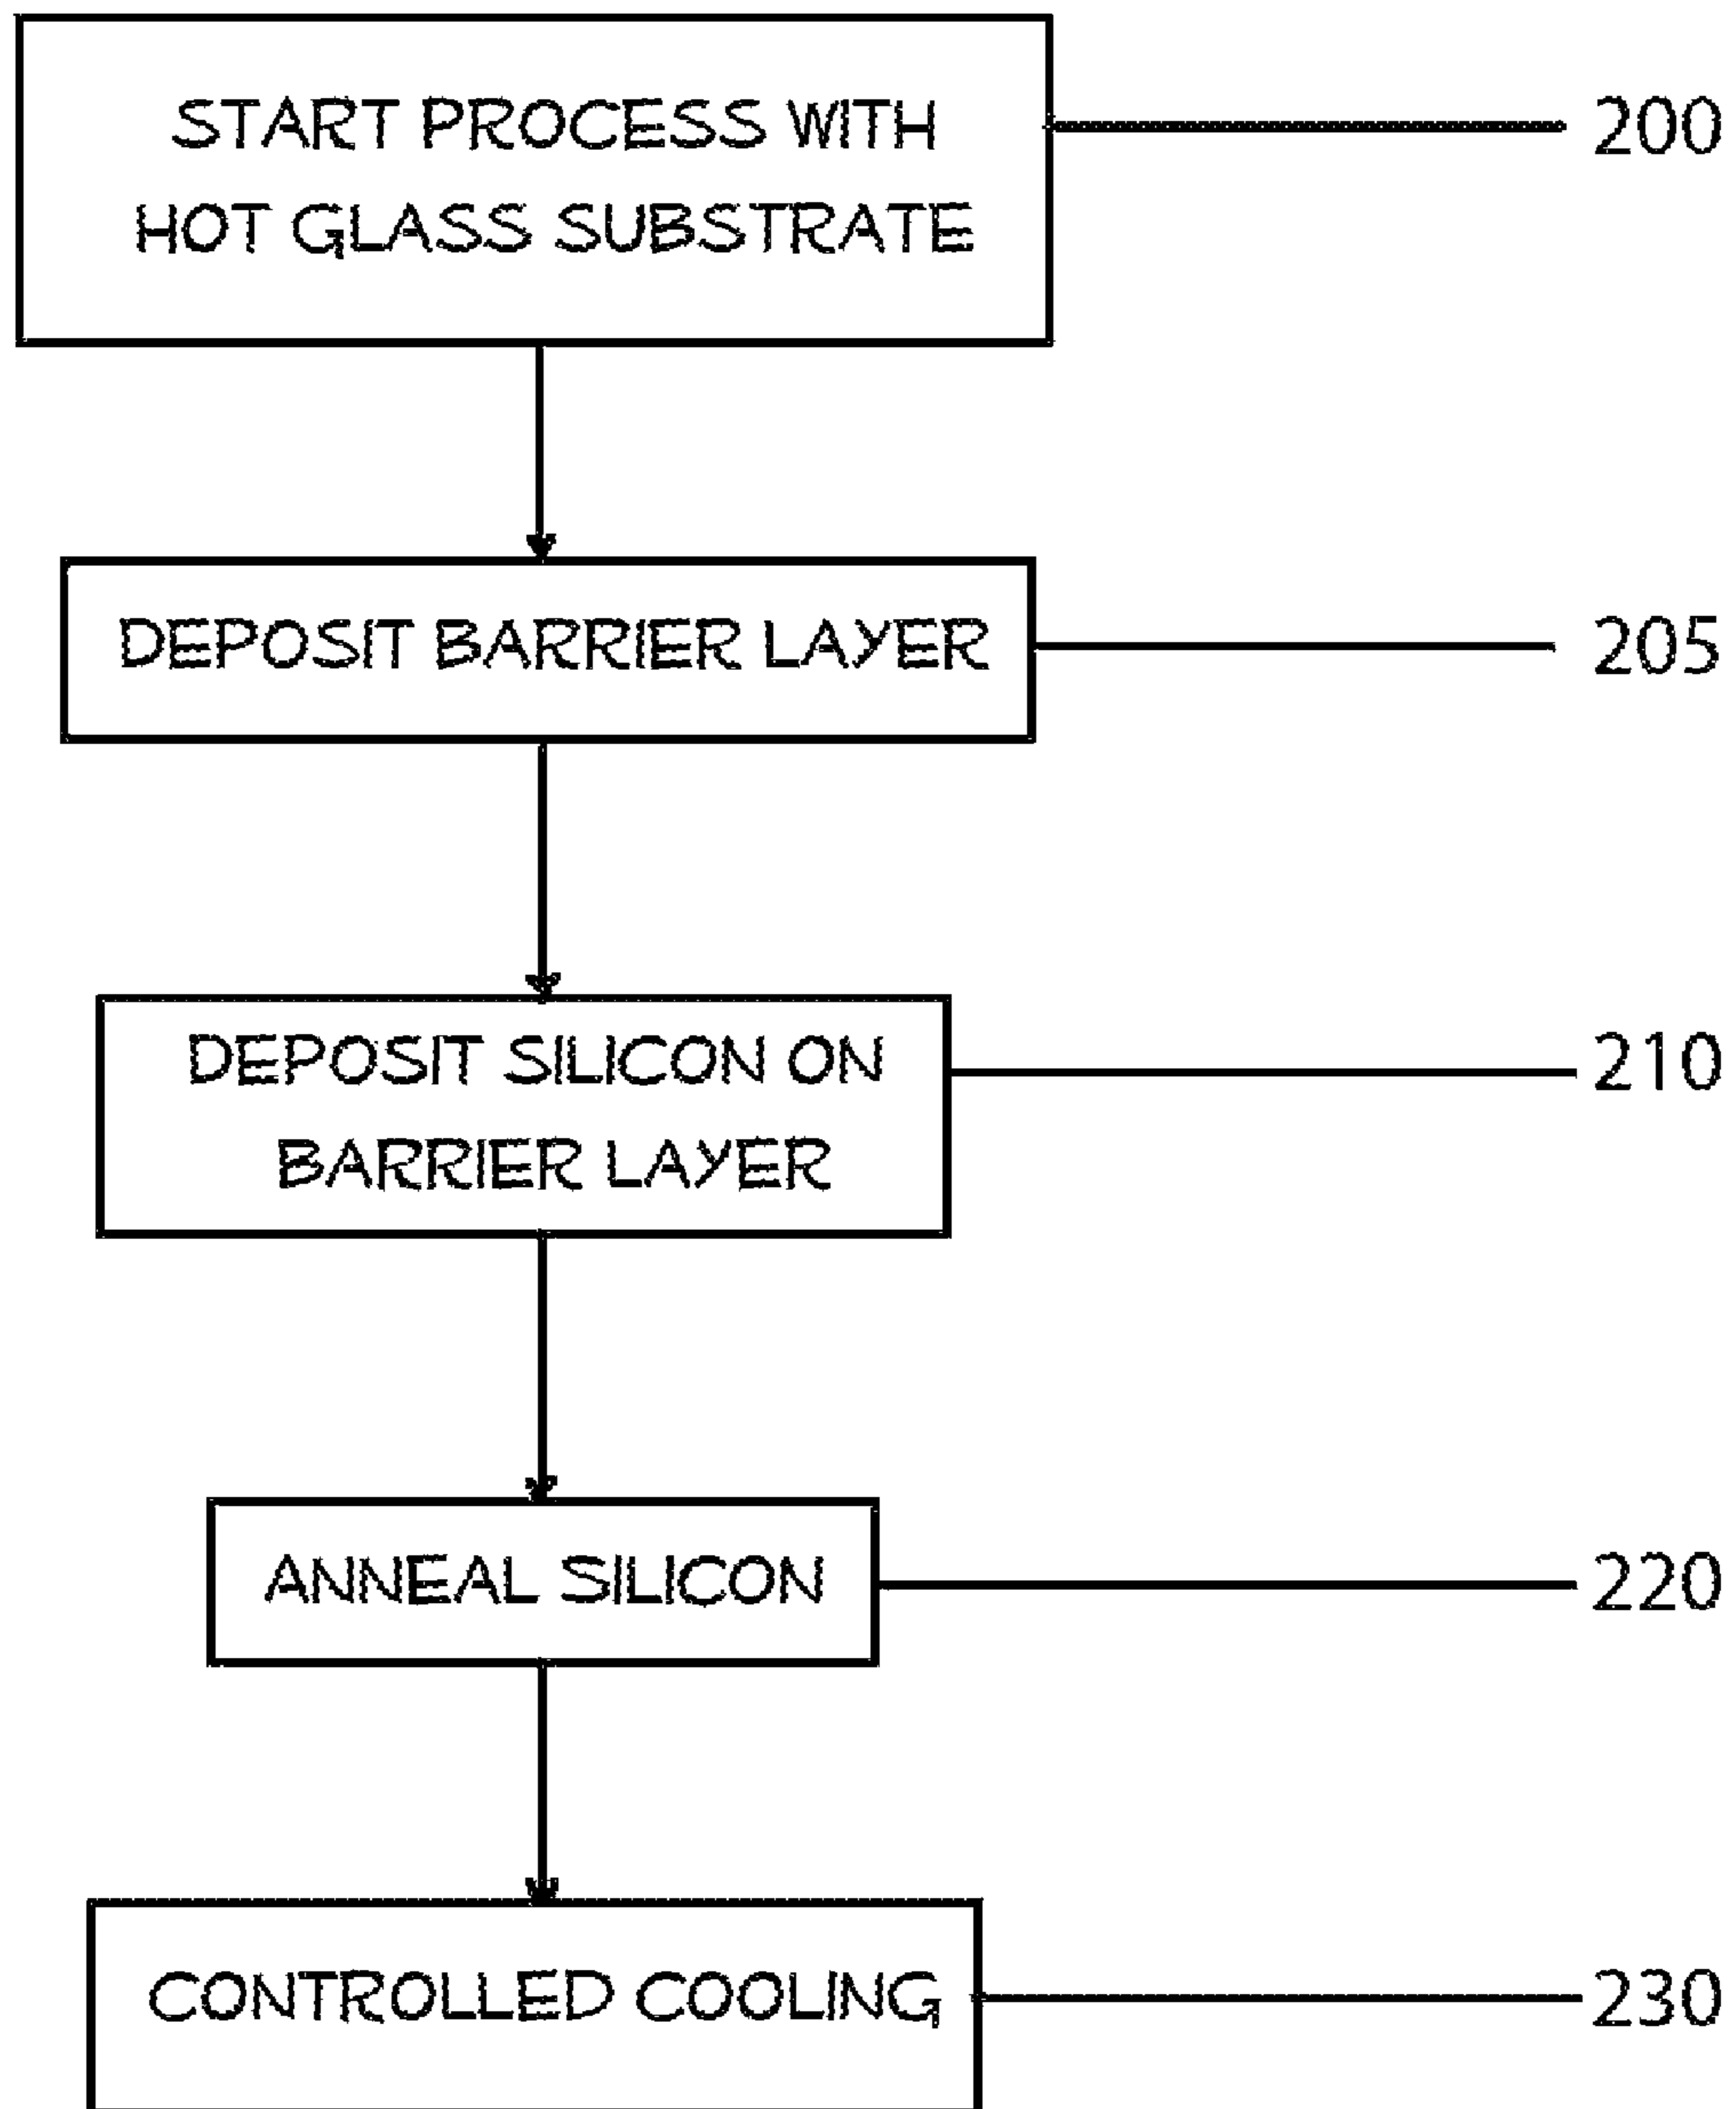 START PROCESS WITH
HOT GLASS SUBSTRATE
200
DEPOSIT BARRIER LAYER
205
DEPOSIT SILICON ON
BARRIER LAYER
210
ANNEAL SILICON
220
CONTROLLED COOLING
230